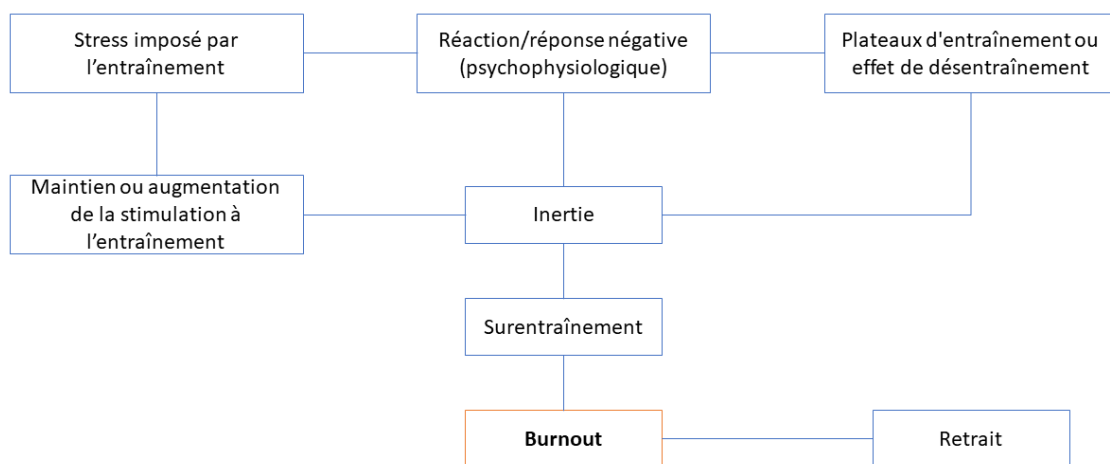 Stress imposé par
l’entraînement
Réaction/réponse négative
(psychophysiologique)
Plateaux d'entraînement ou
effet de désentraînement
Maintien ou augmentation
de la stimulation à
l’entraînement
Inertie
Surentraînement
Burnout
Retrait